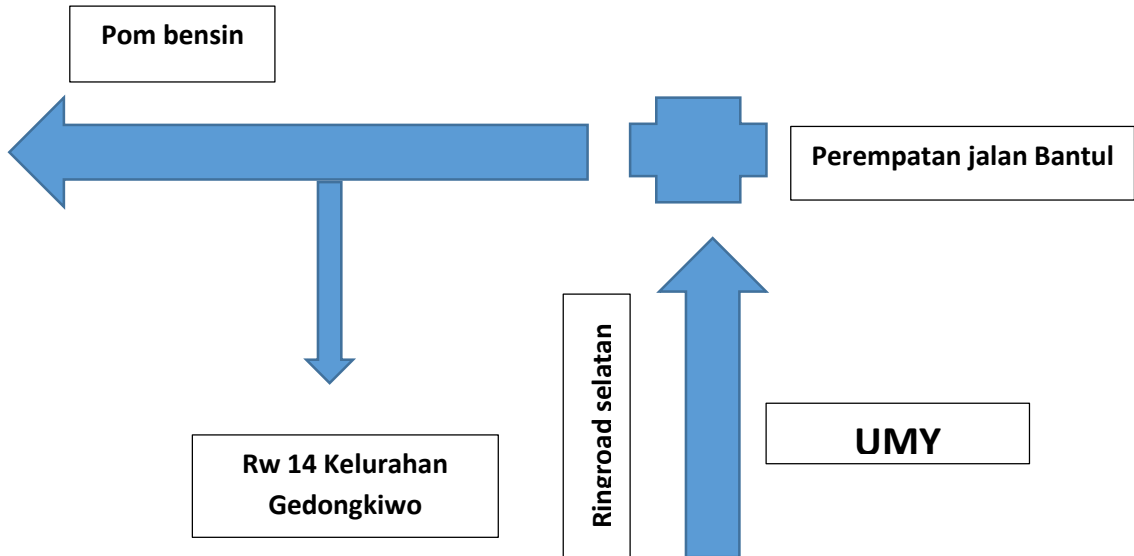 Pom bensin
Perempatan jalan Bantul
Ringroad selatan
UMY
Rw 14 Kelurahan
Gedongkiwo